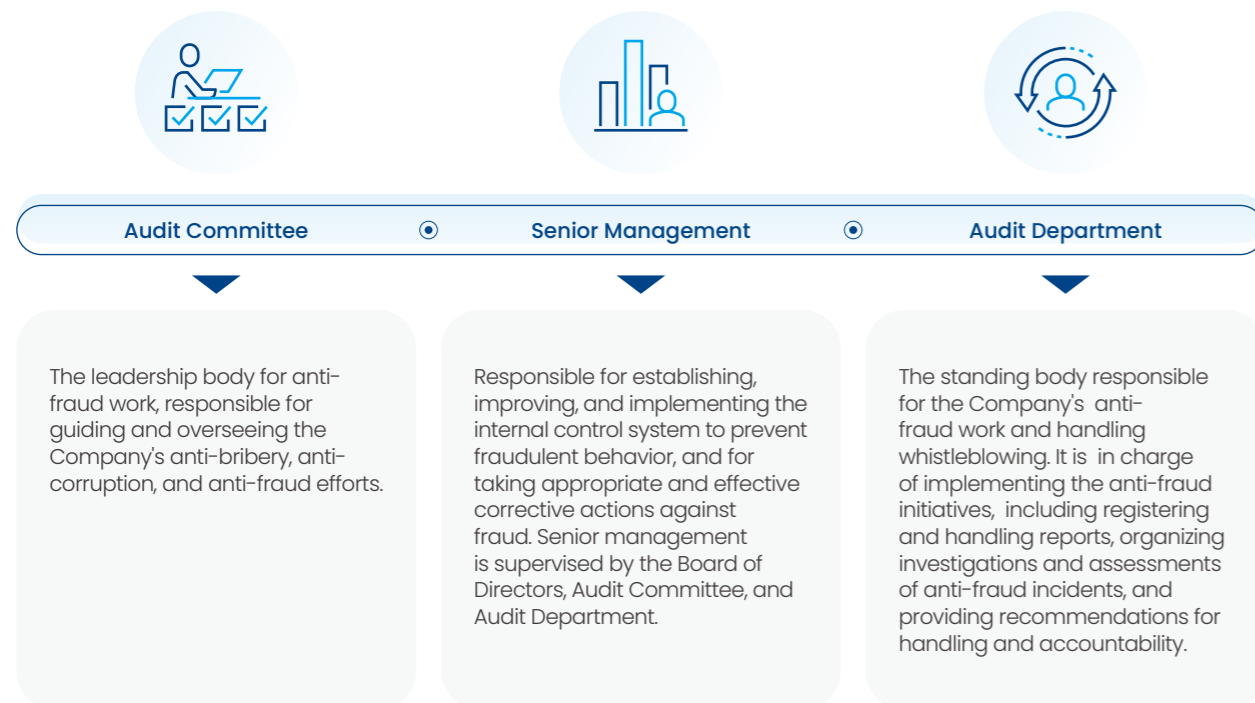 Audit Committee
Senior Management
Audit Department
The leadership body for anti-
fraud work, responsible for
guiding and overseeing the
Company's anti-bribery, anti-
corruption, and anti-fraud efforts.
Responsible for establishing,
improving, and implementing the
internal control system to prevent
fraudulent behavior, and for
taking appropriate and effective
corrective actions against
fraud. Senior management
is supervised by the Board of
Directors, Audit Committee, and
Audit Department.
The standing body responsible
for the Company's anti-
fraud work and handling
whistleblowing. It is in charge
of implementing the anti-fraud
initiatives, including registering
and handling reports, organizing
investigations and assessments
of anti-fraud incidents, and
providing recommendations for
handling and accountability.